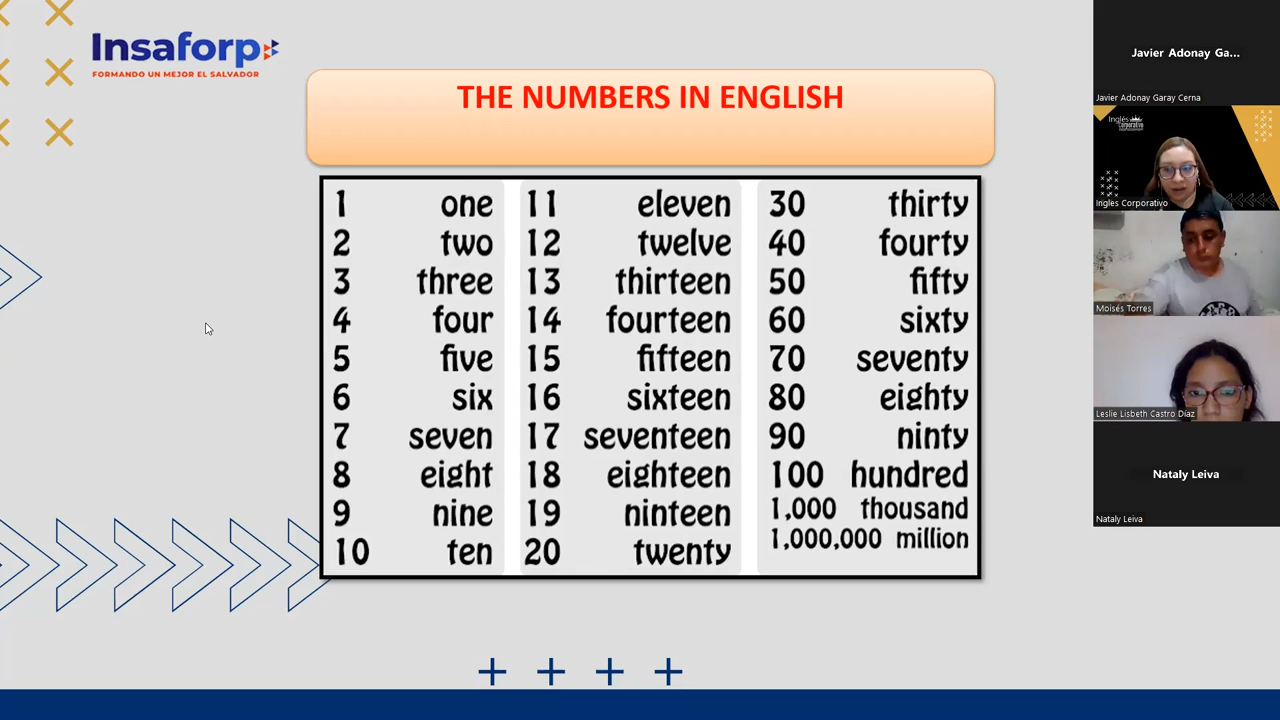 Insaforp
FORMANDO UN MEJOR EL SALVADOR
THE NUMBERS IN ENGLISH
1 one
2 two
3 three
4 four
5 five
6 six
7 seven
8 eight
9 nine
10 ten
11 eleven
12 twelve
13 thirteen
14 fourteen
15 fifteen
16 sixteen
17 seventeen
18 eighteen
19 ninteen
20 twenty
30 thirty
40 fourty
50 fifty
60 sixty
70 seventy
80 eighty
90 ninty
100 hundred
1,000 thousand
1,000,000 million
Javier Adonay Ga...
Javier Adonay Garay Cerna
Inglés
Corporativo
Ingles Corporativo
Moisés Torres
Leslie Lisbeth Castro Díaz
Nataly Leiva
Nataly Leiva